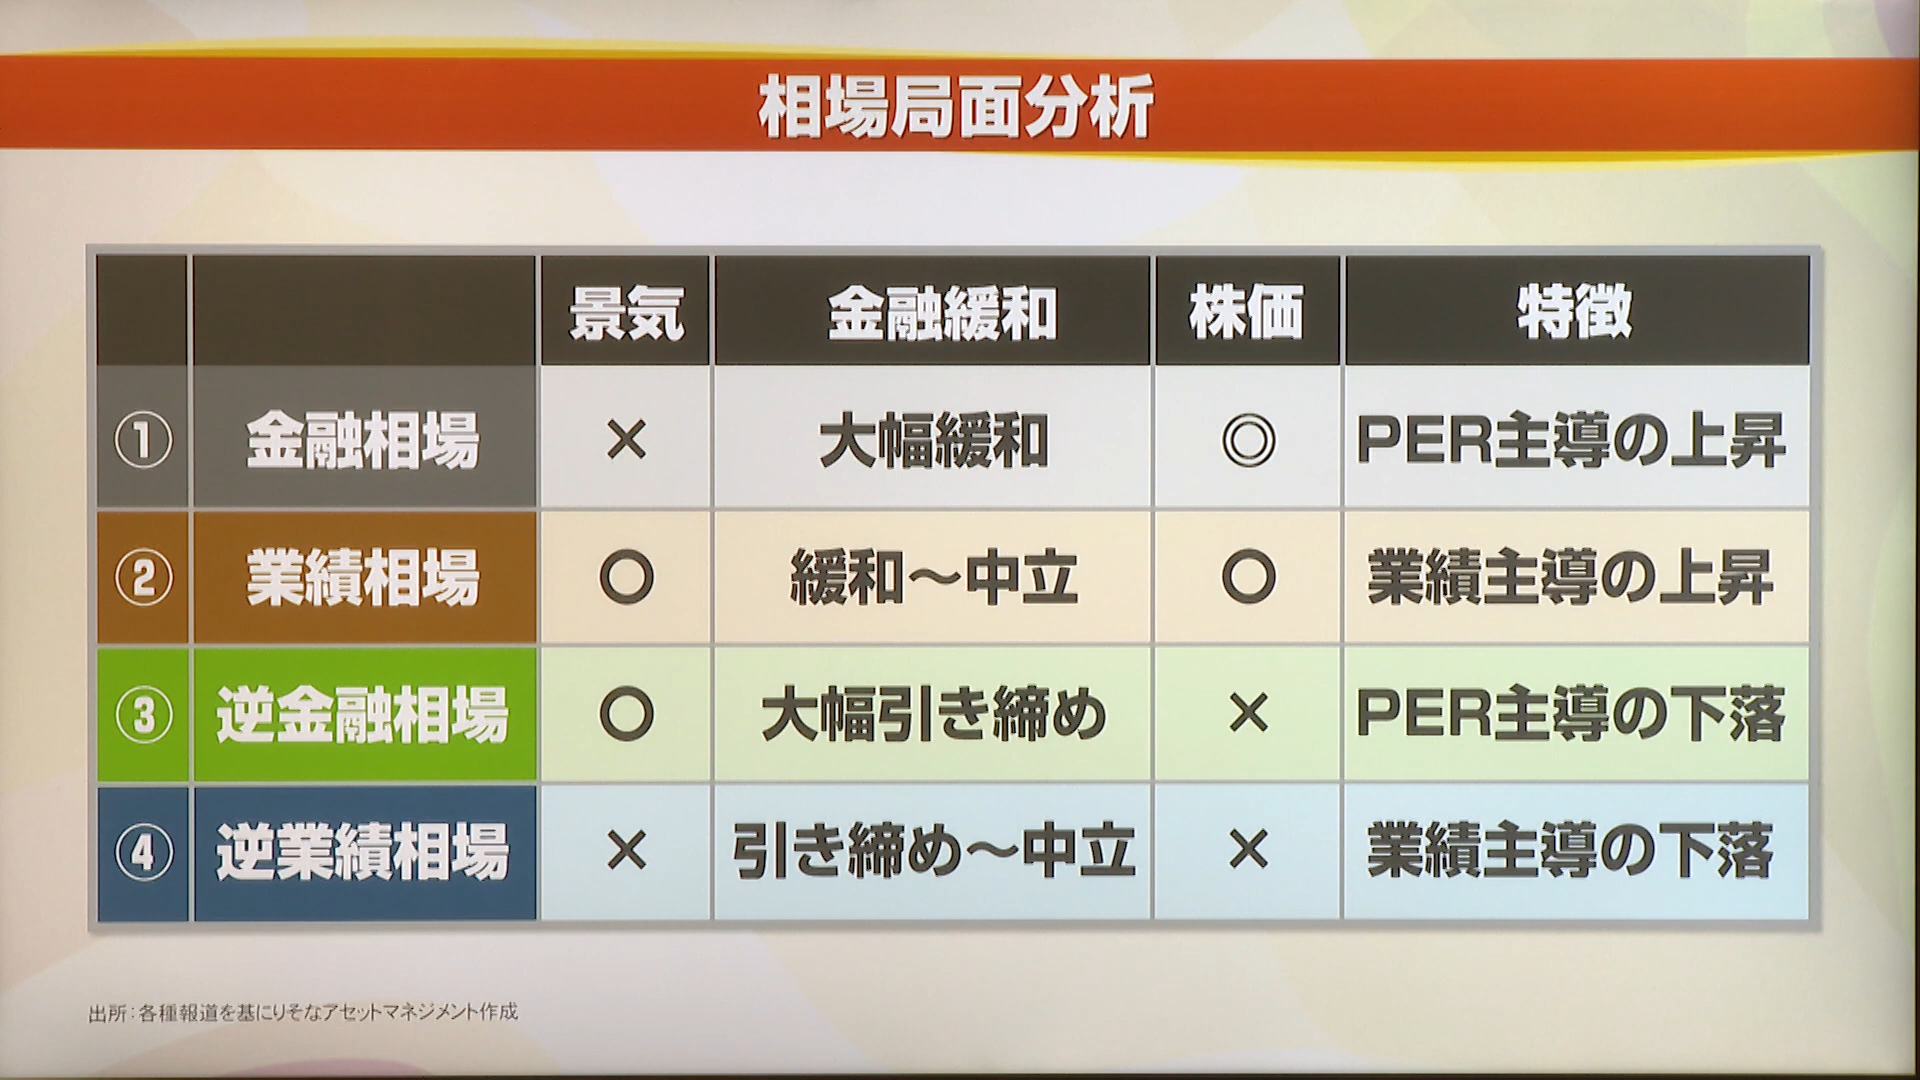 相場局面分析
景気 金融緩和 株価 特徴
① 金融相場 × 大幅緩和 ◎ PER主導の上昇
② 業績相場 ○ 緩和～中立 ○ 業績主導の上昇
③ 逆金融相場 ○ 大幅引き締め × PER主導の下落
④ 逆業績相場 × 引き締め～中立 × 業績主導の下落
出所：各種報道を基にりそなアセットマネジメント作成